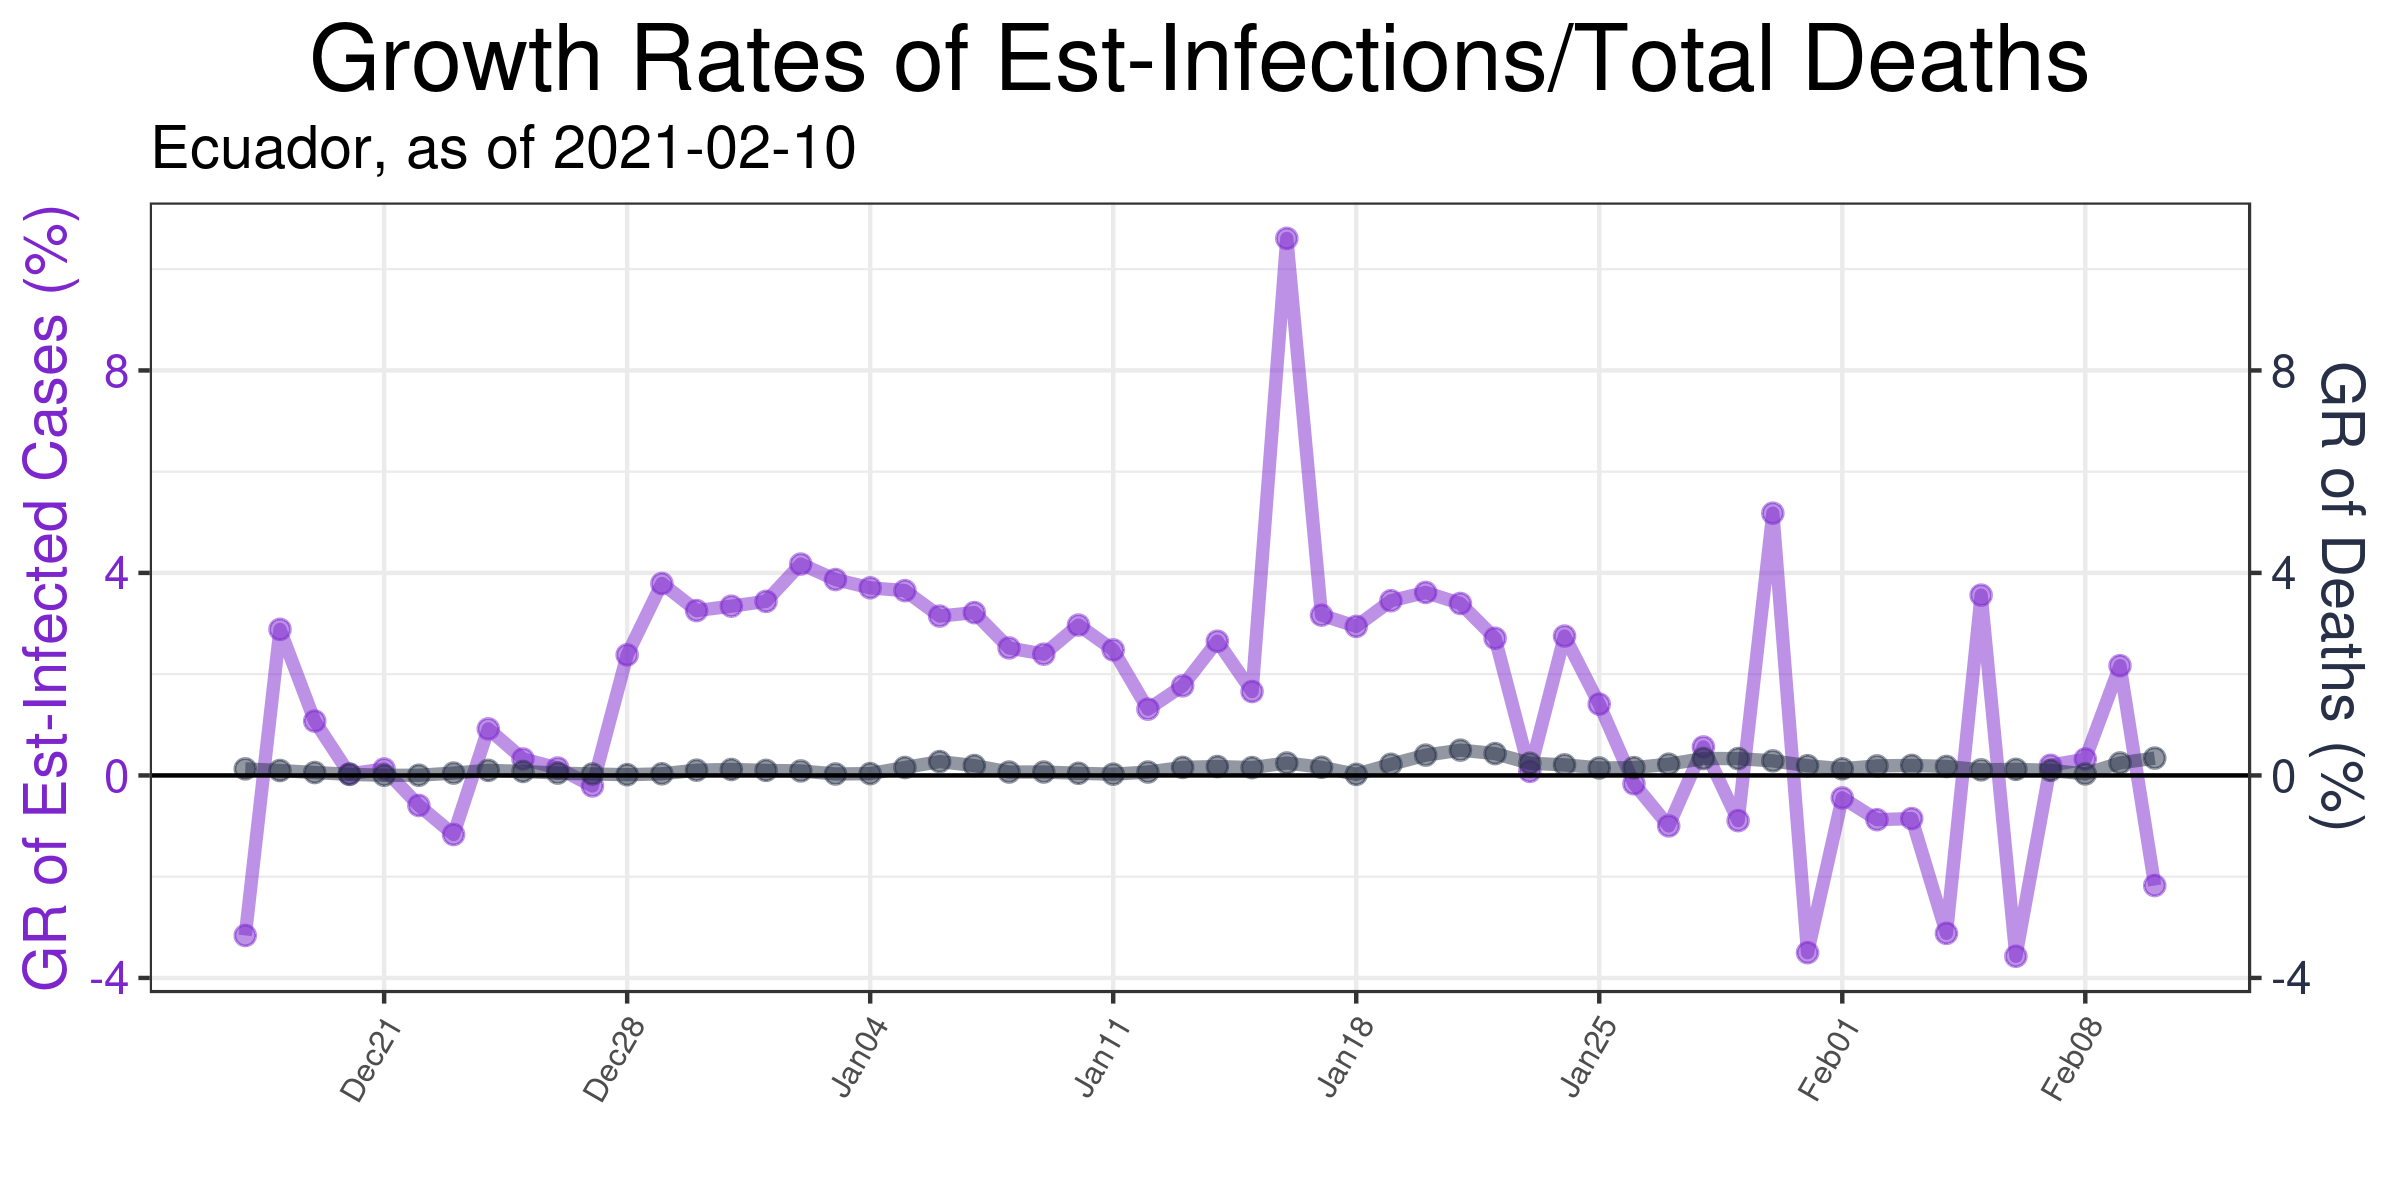 Growth Rates of Est-Infections/Total Deaths
Ecuador, as of 2021-02-10
GR of Est-Infected Cases (%)
8
4
0
-4
8
4
0
-4
GR of Deaths (%)
Dec21
Dec28
Jan04
Jan11
Jan18
Jan25
Feb01
Feb08